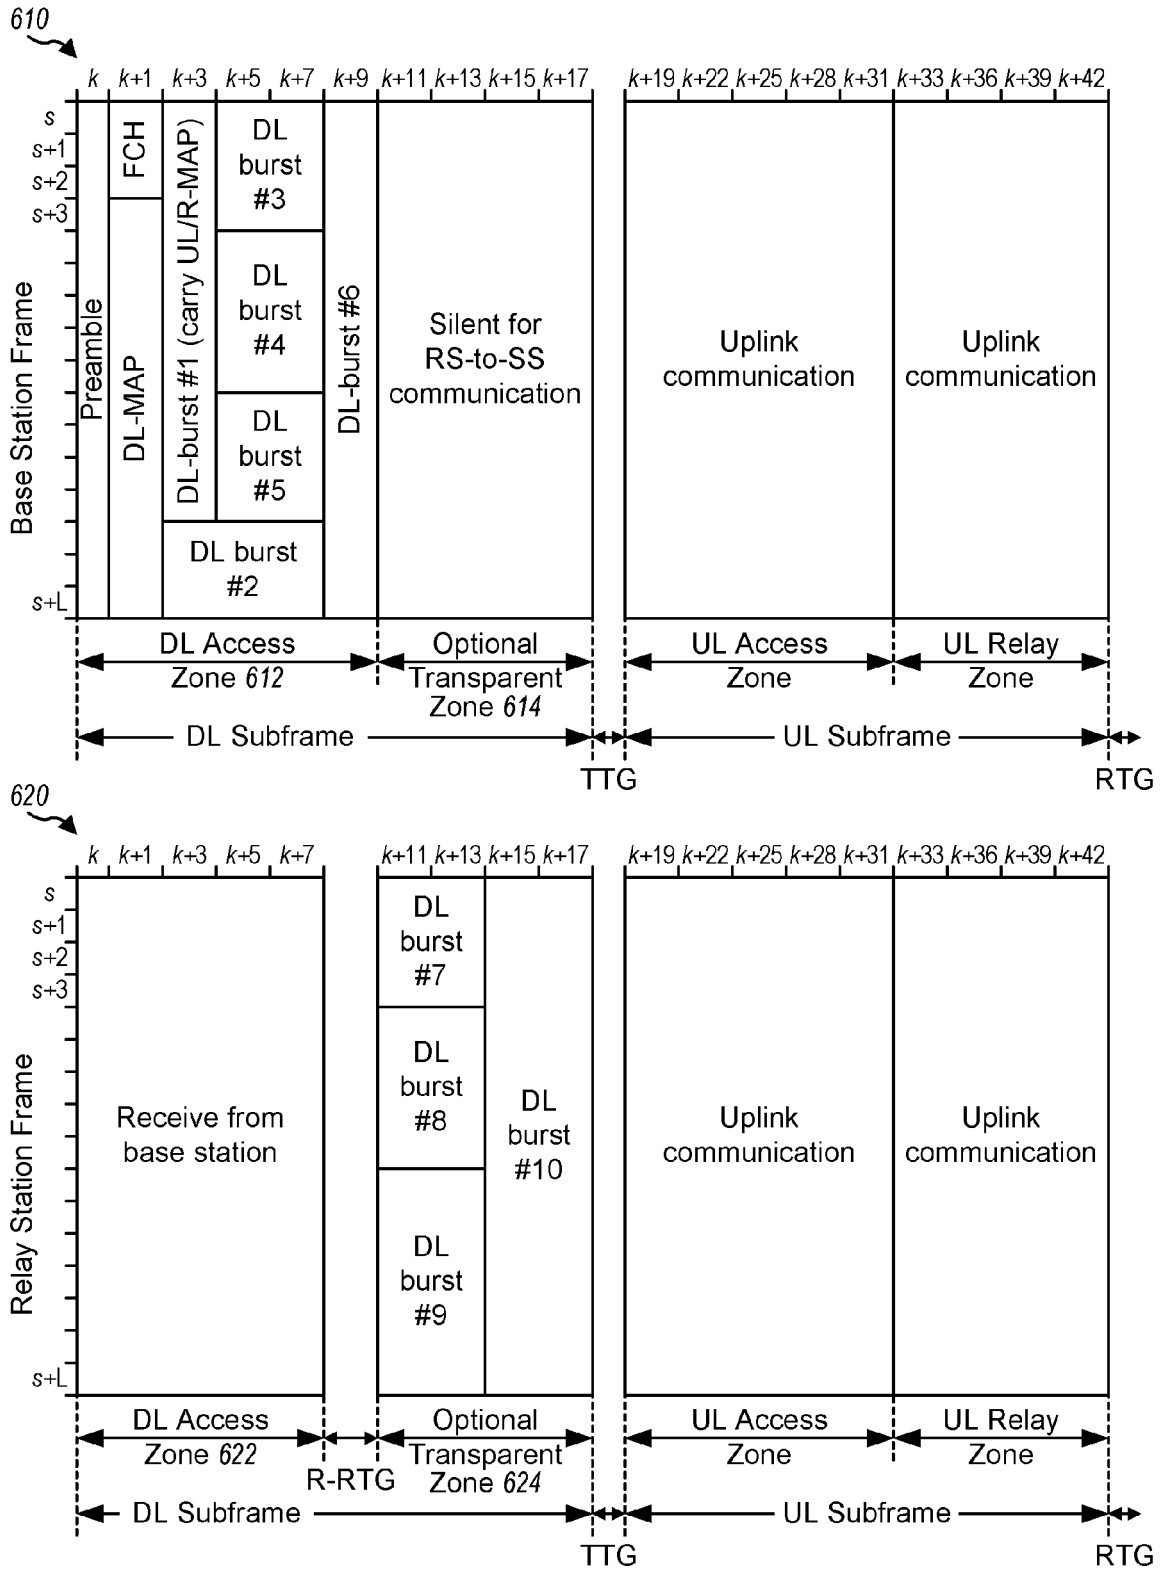 610
k k+1 k+3 k+5 k+7 k+9 k+11 k+13 k+15 k+17 k+19 k+22 k+25 k+28 k+31 k+33 k+36 k+39 k+42
s
s+1
s+2
s+3
s+L
Base Station Frame
Preamble
FCH
DL-MAP
DL-burst #1 (carry UL/R-MAP)
DL
burst
#3
DL
burst
#4
DL
burst
#5
DL burst
#2
DL-burst #6
Silent for
RS-to-SS
communication
Uplink
communication
Uplink
communication
DL Access
Zone 612
Optional
Transparent
Zone 614
UL Access
Zone
UL Relay
Zone
DL Subframe
TTG
UL Subframe
RTG
620
k k+1 k+3 k+5 k+7 k+11 k+13 k+15 k+17 k+19 k+22 k+25 k+28 k+31 k+33 k+36 k+39 k+42
s
s+1
s+2
s+3
s+L
Relay Station Frame
Receive from
base station
DL
burst
#7
DL
burst
#8
DL
burst
#9
DL
burst
#10
Uplink
communication
Uplink
communication
DL Access
Zone 622
R-RTG
Optional
Transparent
Zone 624
UL Access
Zone
UL Relay
Zone
DL Subframe
TTG
UL Subframe
RTG